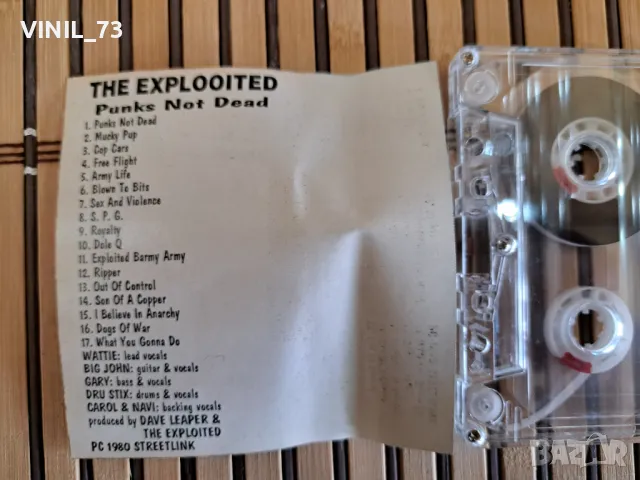 VINIL_73
THE EXPLOOITED
Punks Not Dead
1. Punks Not Dead
2. Mucky Pup
3. Cop Cars
4. Free Flight
5. Army Life
6. Blown To Bits
7. Sex And Violence
8. S. P. G.
9. Royalty
10. Dole Q
11. Exploited Barmy Army
12. Ripper
13. Out Of Control
14. Son Of A Copper
15. I Believe In Anarchy
16. Dogs Of War
17. What You Gonna Do
WATTIE: lead vocals
BIG JOHN: guitar & vocals
GARY: bass & vocals
DRU STIX: drums & vocals
CAROL & NAVI: backing vocals
produced by DAVE LEAPER &
THE EXPLOITED
PC 1980 STREETLINK
BAZAR
bg